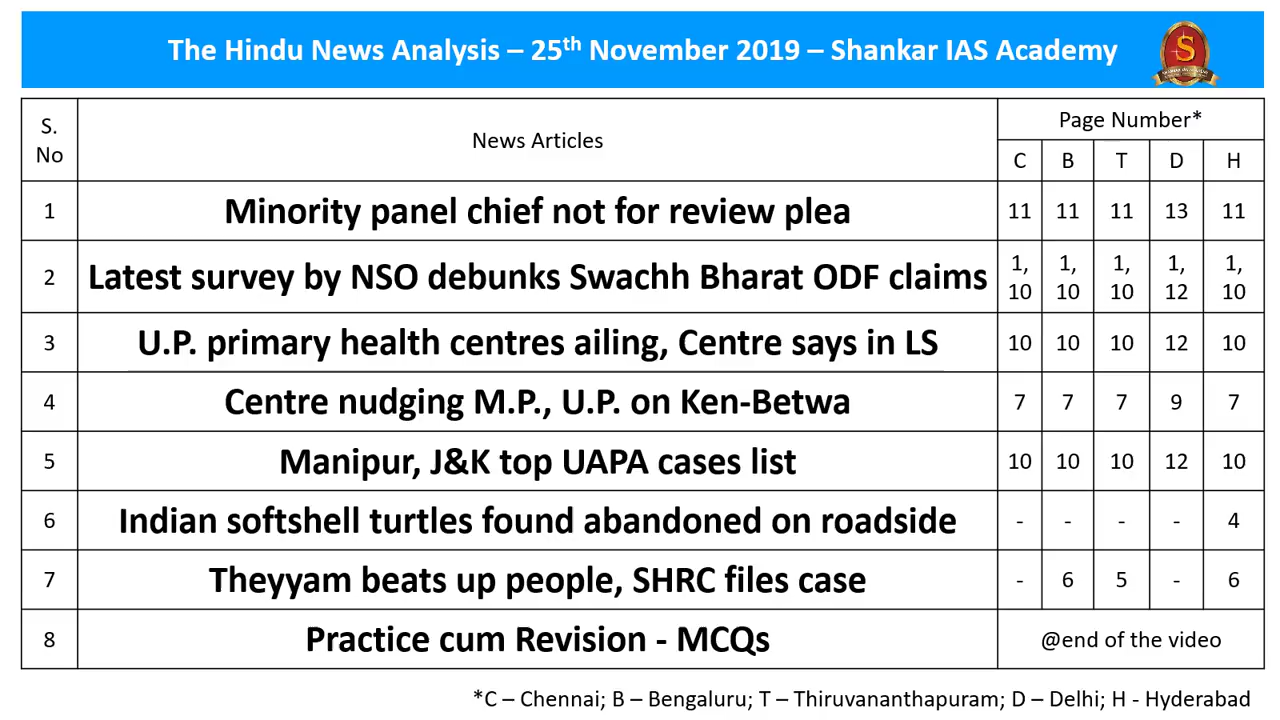 The Hindu News Analysis – 25th November 2019 – Shankar IAS Academy
S
S. No
News Articles
Page Number*
C B T D H
1 Minority panel chief not for review plea 11 11 11 13 11
2 Latest survey by NSO debunks Swachh Bharat ODF claims 1, 10 1, 10 1, 10 1, 12 1, 10
3 U.P. primary health centres ailing, Centre says in LS 10 10 10 12 10
4 Centre nudging M.P., U.P. on Ken-Betwa 7 7 7 9 7
5 Manipur, J&K top UAPA cases list 10 10 10 12 10
6 Indian softshell turtles found abandoned on roadside - - - - 4
7 Theyyam beats up people, SHRC files case - 6 5 - 6
8 Practice cum Revision - MCQs @end of the video
*C – Chennai; B – Bengaluru; T – Thiruvananthapuram; D – Delhi; H - Hyderabad